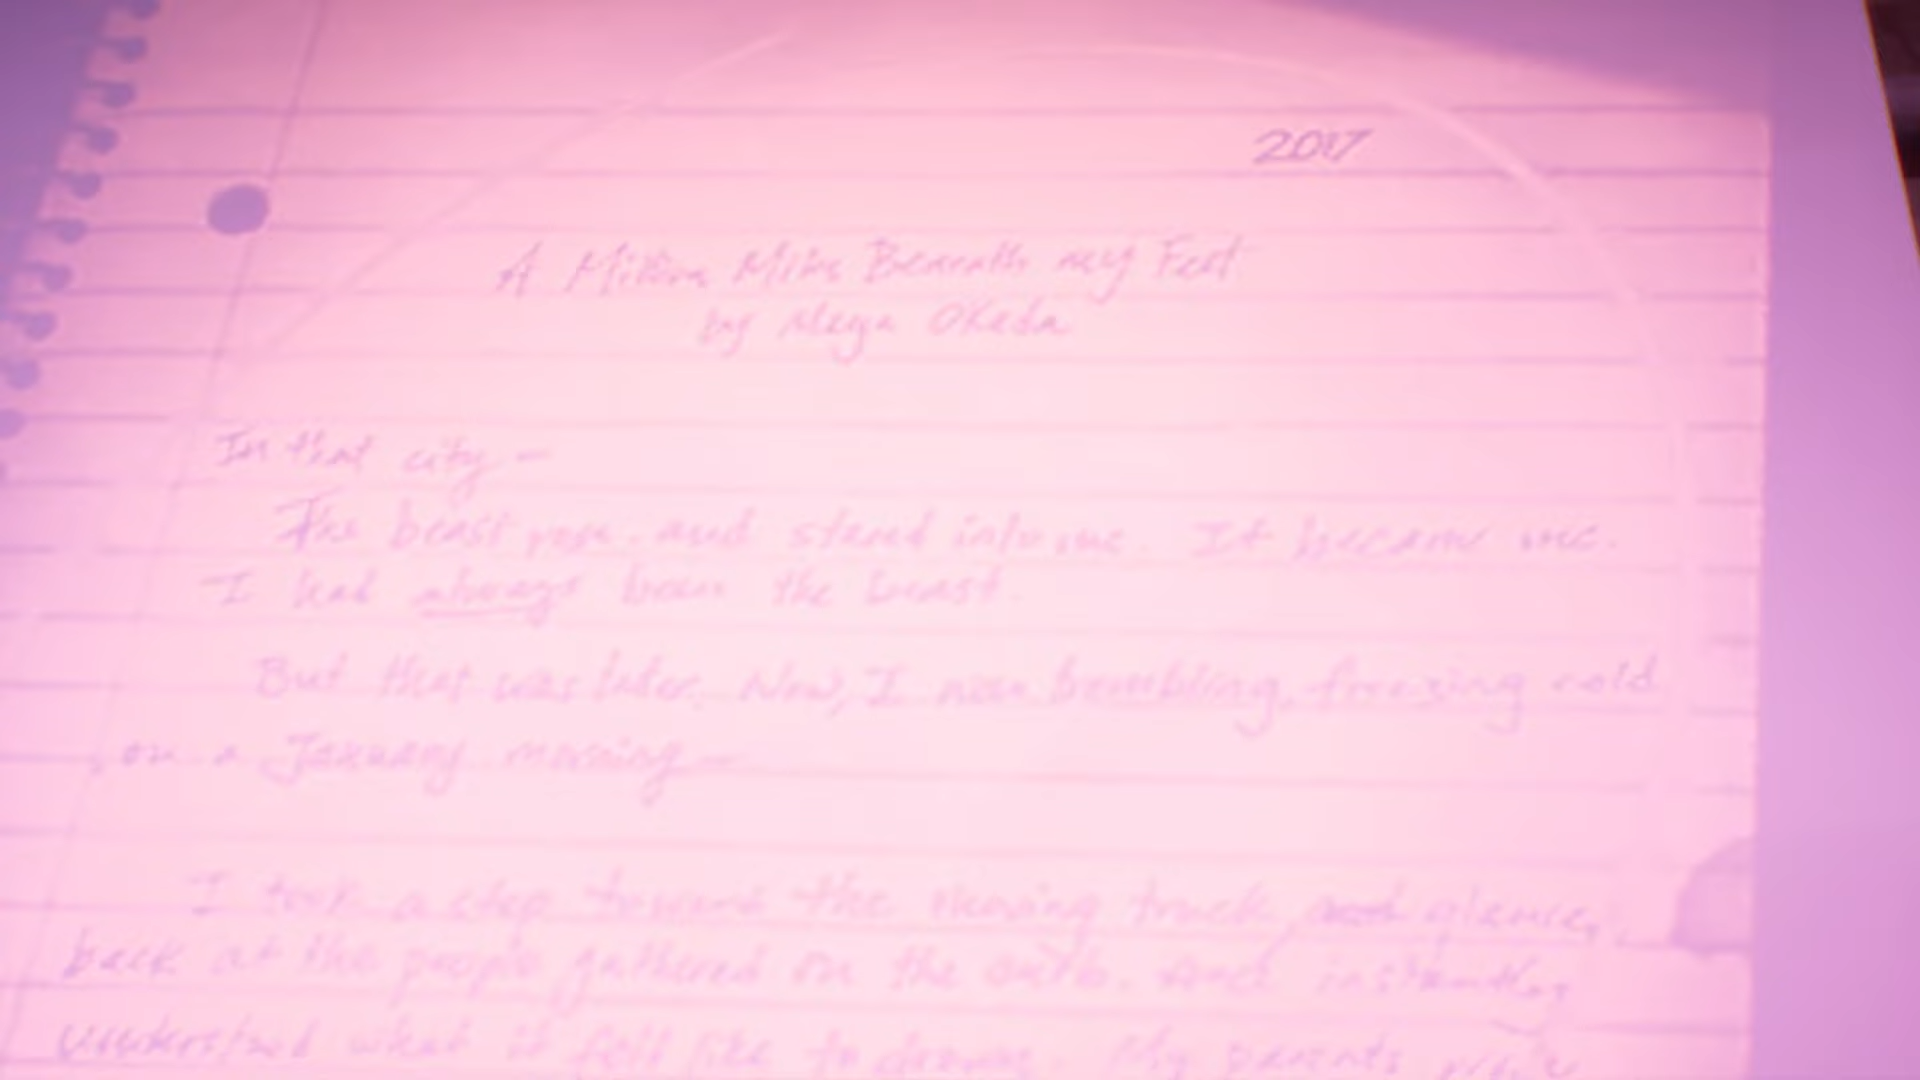 2017
A Million Miles Beneath my Feet
by Maya Okeda
In that city –
The beast rose, and stared into me. It became me.
I had always been the beast.
But that was later. Now, I was bumbling, freezing cold
on a January morning –
I took a step toward the moving truck, and glance
back at the people gathered on the curb. And instantly
understood what it felt like to drown. My parents